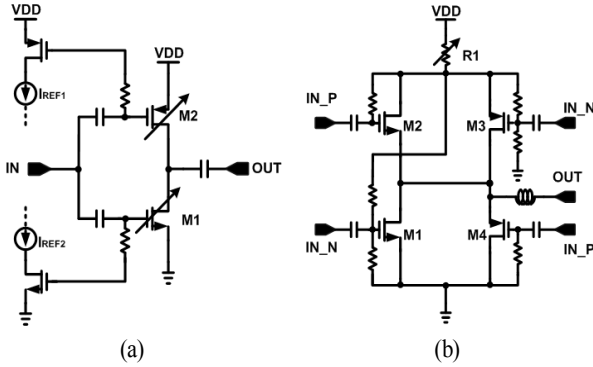 VDD
VDD
IREF1
M2
IN
OUT
IREF2
M1
(a)
VDD
R1
IN_P
M2
M3
IN_N
OUT
IN_N
M1
M4
IN_P
(b)